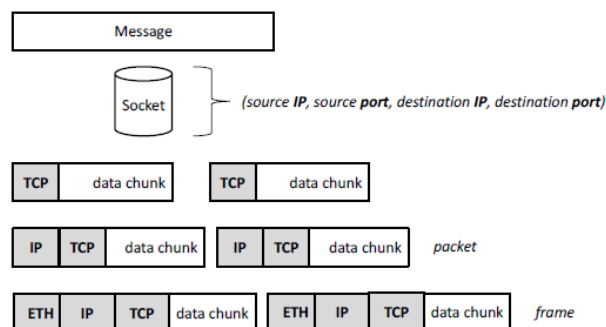 Message
Socket
(source IP, source port, destination IP, destination port)
TCP data chunk TCP data chunk
IP TCP data chunk IP TCP data chunk packet
ETH IP TCP data chunk ETH IP TCP data chunk frame